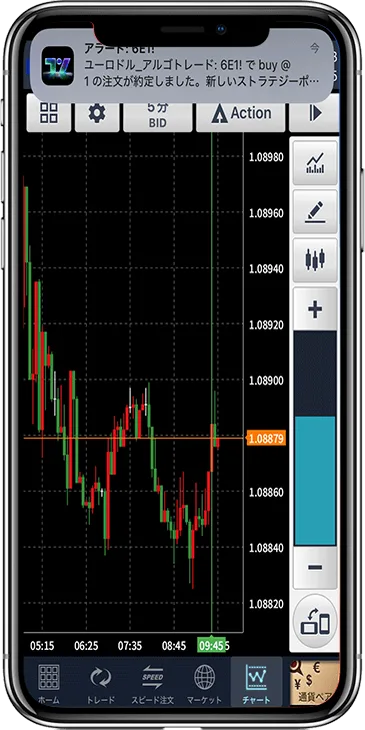 アラート: 6E1!
今
ユーロドル_アルゴトレード: 6E1! で buy @
1 の注文が約定しました。新しいストラテジーポ…
5分
BID
Action
1.08980
1.08960
1.08940
1.08920
1.08900
1.08879
1.08860
1.08840
1.08820
05:15
06:25
07:35
08:45
09:45
ホーム
トレード
SPEED
スピード注文
マーケット
チャート
通貨ペア